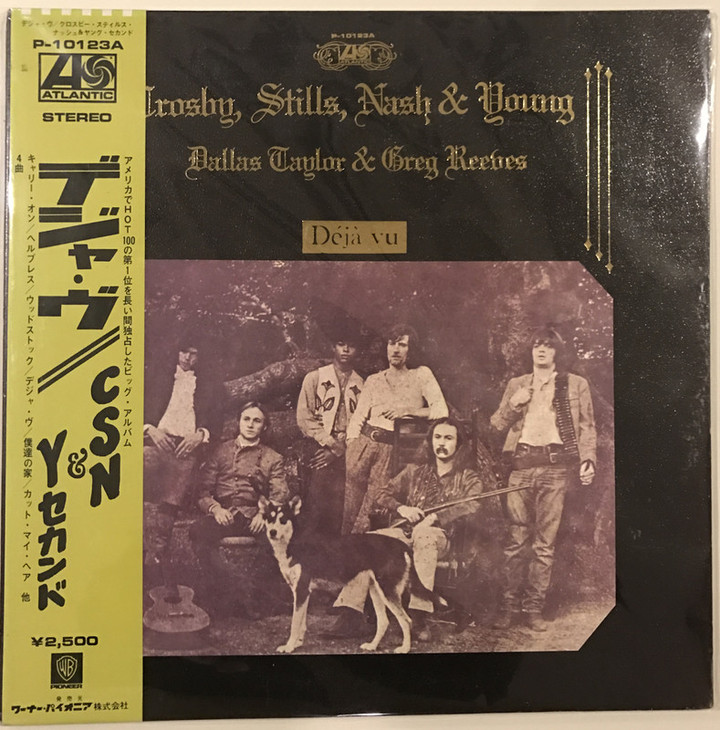 デジャ・ヴ/クロスビー・スティルス・
ナッシュ&ヤング・セカンド
P-10123A
ATLANTIC
STEREO
アメリカでHOT100の第1位を長い間独占したビッグ・アルバム
デジャ・ヴ/CSN
&Yセカンド
キャリー・オン/ヘルプレス/ウッドストック/デジャ・ヴ/僕達の家/カット・マイ・ヘア 他
4曲
¥2,500
WB
PIONEER
発売元
ワーナー・パイオニア株式会社
P-10123A
Crosby, Stills, Nash & Young
Dallas Taylor & Greg Reeves
Déjà vu